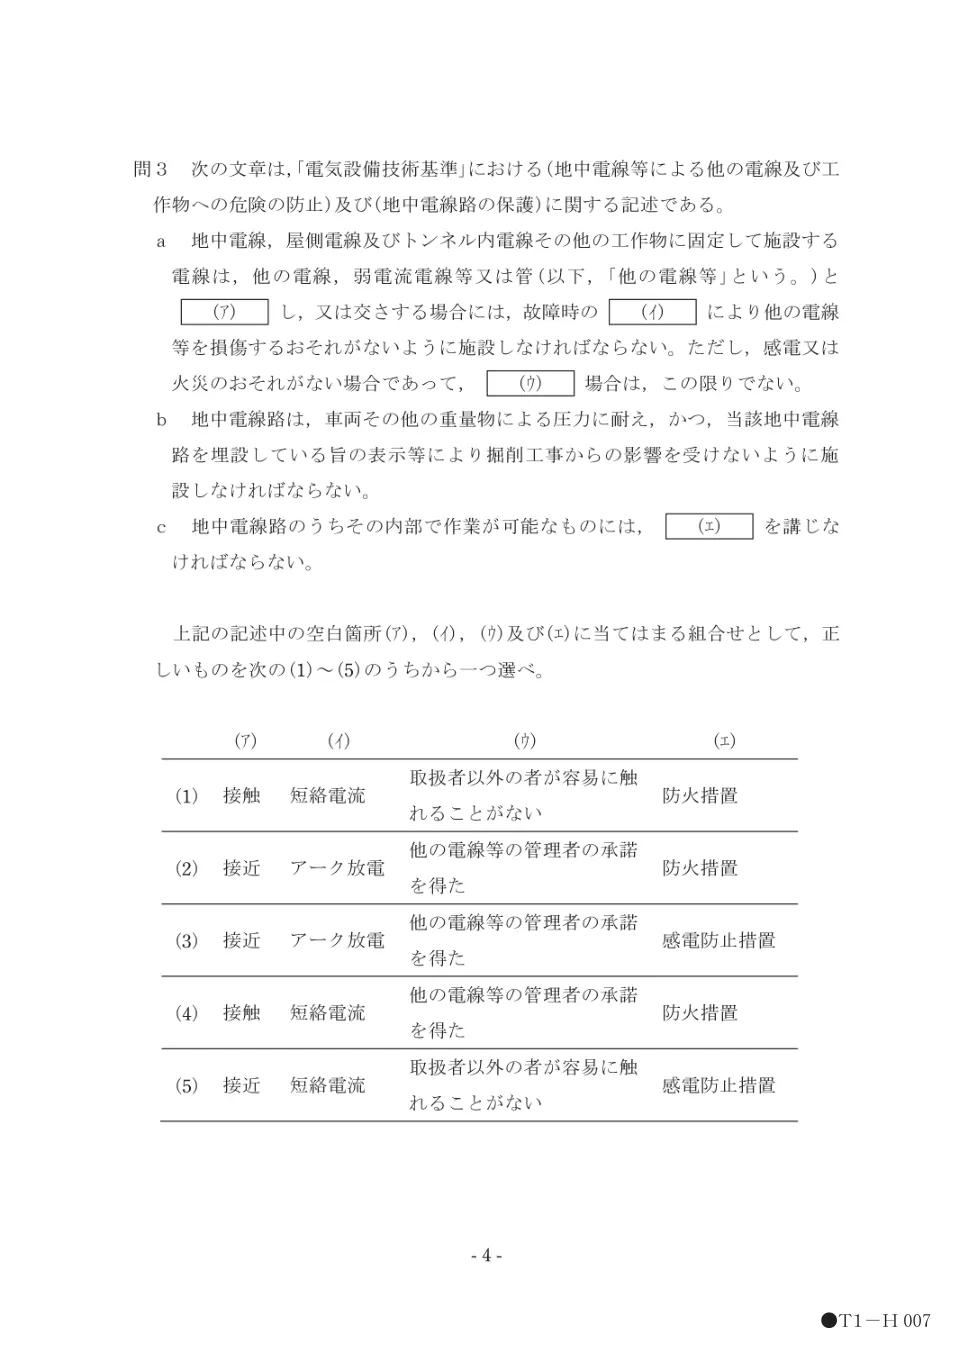 問３　次の文章は，「電気設備技術基準」における(地中電線等による他の電線及び工
作物への危険の防止)及び(地中電線路の保護)に関する記述である。
a　地中電線，屋側電線及びトンネル内電線その他の工作物に固定して施設する
電線は，他の電線，弱電流電線等又は管(以下，「他の電線等」という。)と
(ア)　し，又は交さする場合には，故障時の　(イ)　により他の電線
等を損傷するおそれがないように施設しなければならない。ただし，感電又は
火災のおそれがない場合であって，　(ウ)　場合は，この限りでない。
b　地中電線路は，車両その他の重量物による圧力に耐え，かつ，当該地中電線
路を埋設している旨の表示等により掘削工事からの影響を受けないように施
設しなければならない。
c　地中電線路のうちその内部で作業が可能なものには，　(エ)　を講じな
ければならない。
上記の記述中の空白箇所(ア)，(イ)，(ウ)及び(エ)に当てはまる組合せとして，正
しいものを次の(1)～(5)のうちから一つ選べ。
(ア)　(イ)　(ウ)　(エ)
(1)　接触　短絡電流　取扱者以外の者が容易に触
れることがない　防火措置
(2)　接近　アーク放電　他の電線等の管理者の承諾
を得た　防火措置
(3)　接近　アーク放電　他の電線等の管理者の承諾
を得た　感電防止措置
(4)　接触　短絡電流　他の電線等の管理者の承諾
を得た　防火措置
(5)　接近　短絡電流　取扱者以外の者が容易に触
れることがない　感電防止措置
- 4 -
●T1－H 007